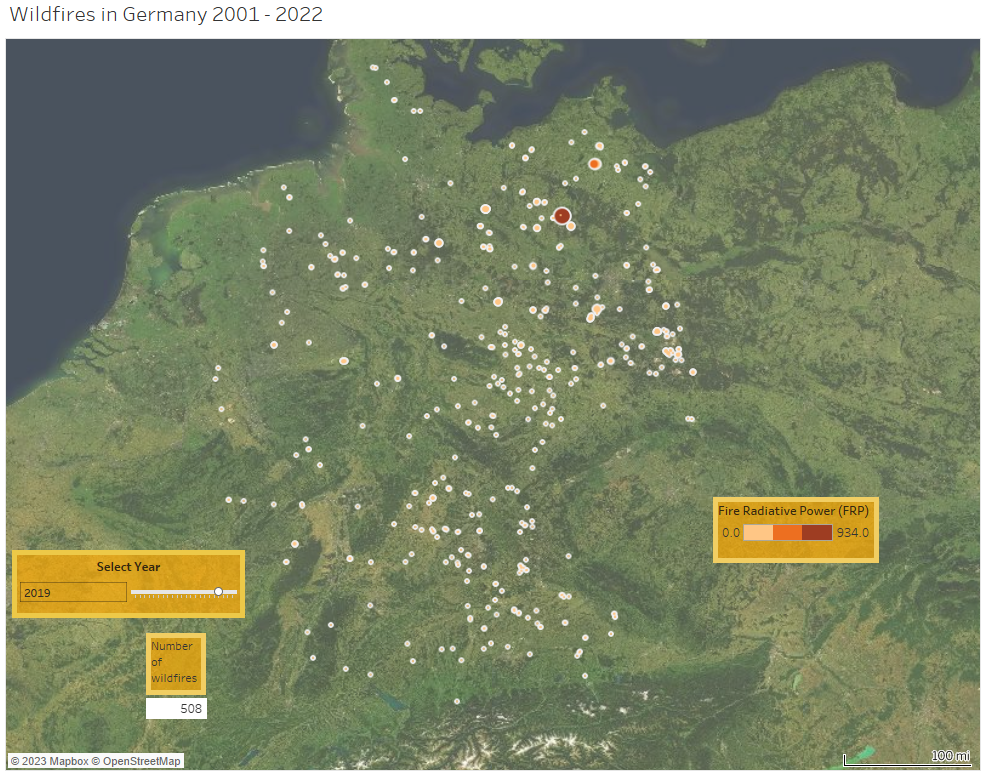 Wildfires in Germany 2001 - 2022
Fire Radiative Power (FRP)
0.0
934.0
Select Year
2019
Number
of
wildfires
508
© 2023 Mapbox © OpenStreetMap
100 mi